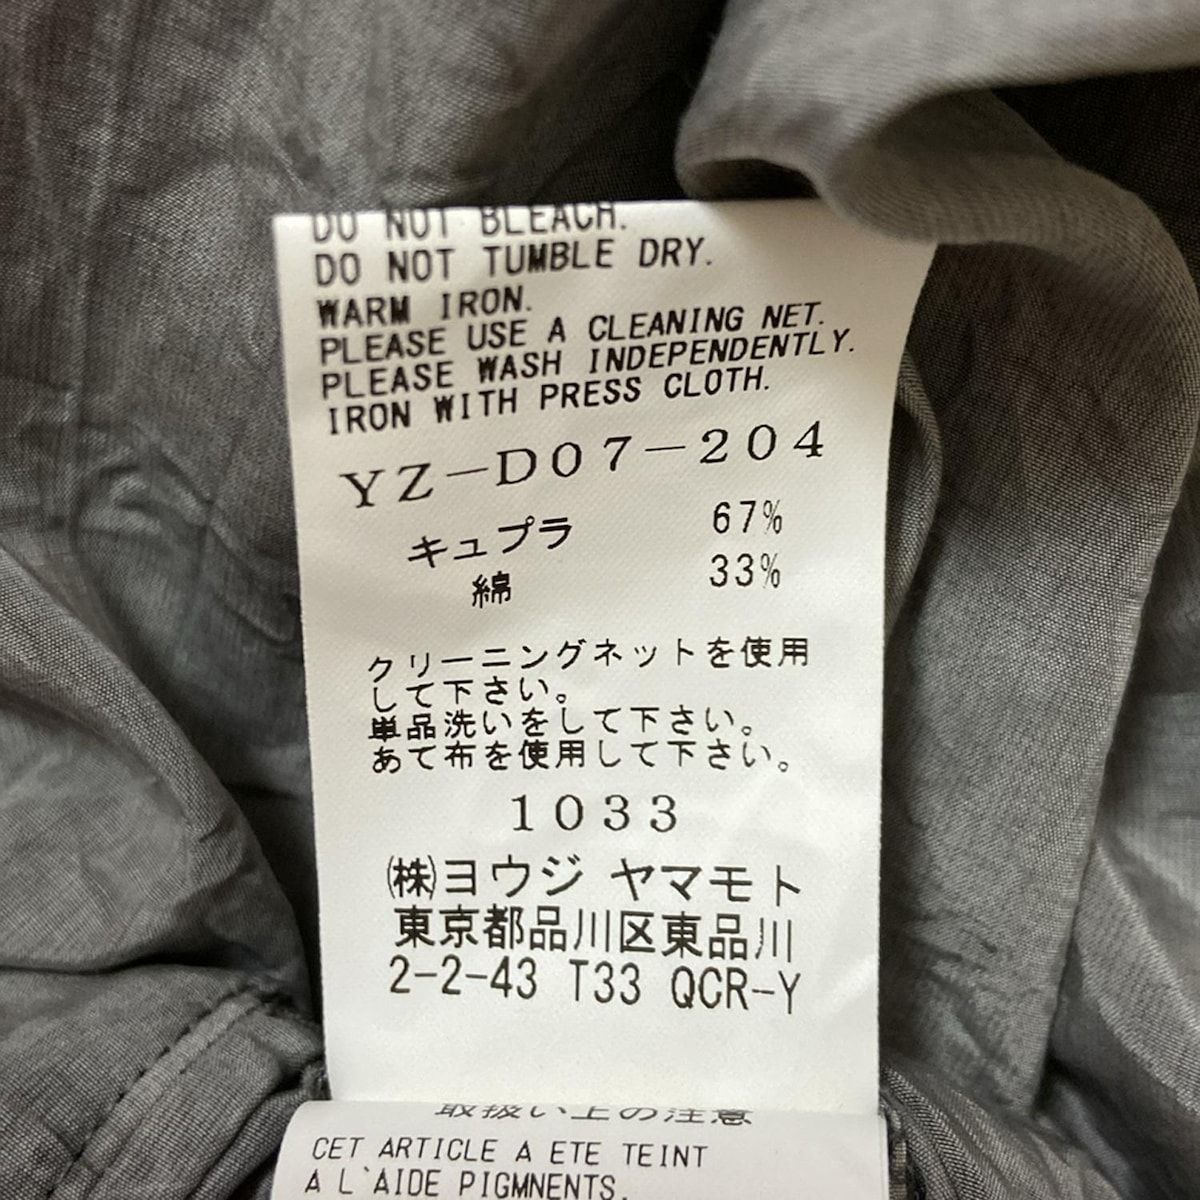 DO NOT BLEACH.
DO NOT TUMBLE DRY.
WARM IRON.
PLEASE USE A CLEANING NET.
PLEASE WASH INDEPENDENTLY.
IRON WITH PRESS CLOTH.
YZ-D07-204
キュプラ 67%
綿 33%
クリーニングネットを使用
して下さい。
単品洗いをして下さい。
あて布を使用して下さい。
1033
㈱ヨウジ ヤマモト
東京都品川区東品川
2-2-43 T33 QCR-Y
取扱い上の注意
CET ARTICLE A ETE TEINT
A L`AIDE PIGMNENTS.